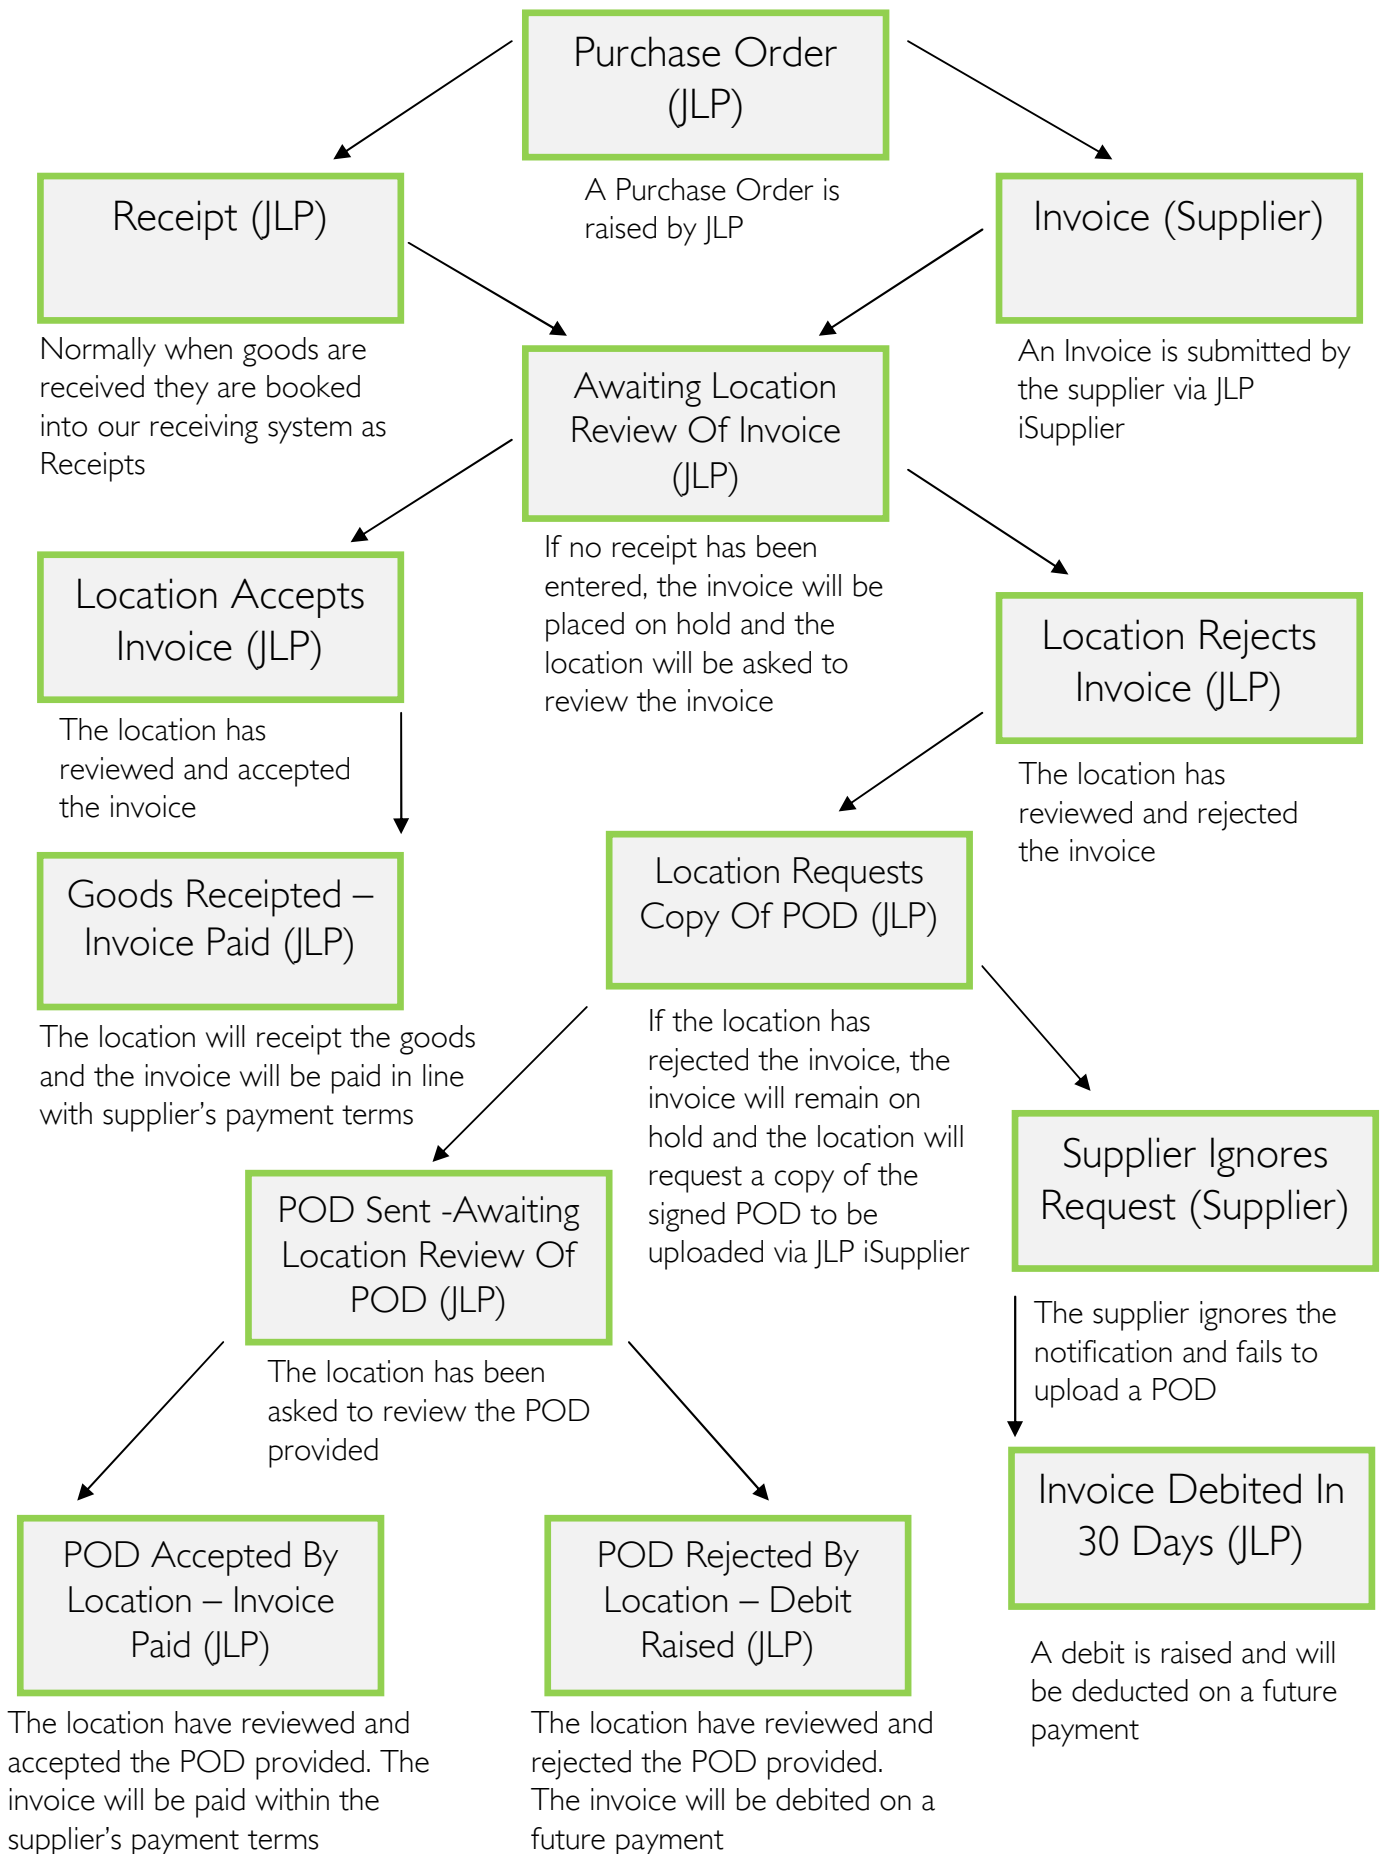 Purchase Order
(JLP)
A Purchase Order is
raised by JLP
Receipt (JLP)
Normally when goods are
received they are booked
into our receiving system as
Receipts
Invoice (Supplier)
An Invoice is submitted by
the supplier via JLP
iSupplier
Awaiting Location
Review Of Invoice
(JLP)
If no receipt has been
entered, the invoice will be
placed on hold and the
location will be asked to
review the invoice
Location Accepts
Invoice (JLP)
The location has
reviewed and accepted
the invoice
Location Rejects
Invoice (JLP)
The location has
reviewed and rejected
the invoice
Goods Receipted –
Invoice Paid (JLP)
The location will receipt the goods
and the invoice will be paid in line
with supplier's payment terms
Location Requests
Copy Of POD (JLP)
If the location has
rejected the invoice, the
invoice will remain on
hold and the location will
request a copy of the
signed POD to be
uploaded via JLP iSupplier
Supplier Ignores
Request (Supplier)
The supplier ignores the
notification and fails to
upload a POD
POD Sent -Awaiting
Location Review Of
POD (JLP)
The location has been
asked to review the POD
provided
Invoice Debited In
30 Days (JLP)
A debit is raised and will
be deducted on a future
payment
POD Accepted By
Location – Invoice
Paid (JLP)
The location have reviewed and
accepted the POD provided. The
invoice will be paid within the
supplier's payment terms
POD Rejected By
Location – Debit
Raised (JLP)
The location have reviewed and
rejected the POD provided.
The invoice will be debited on a
future payment